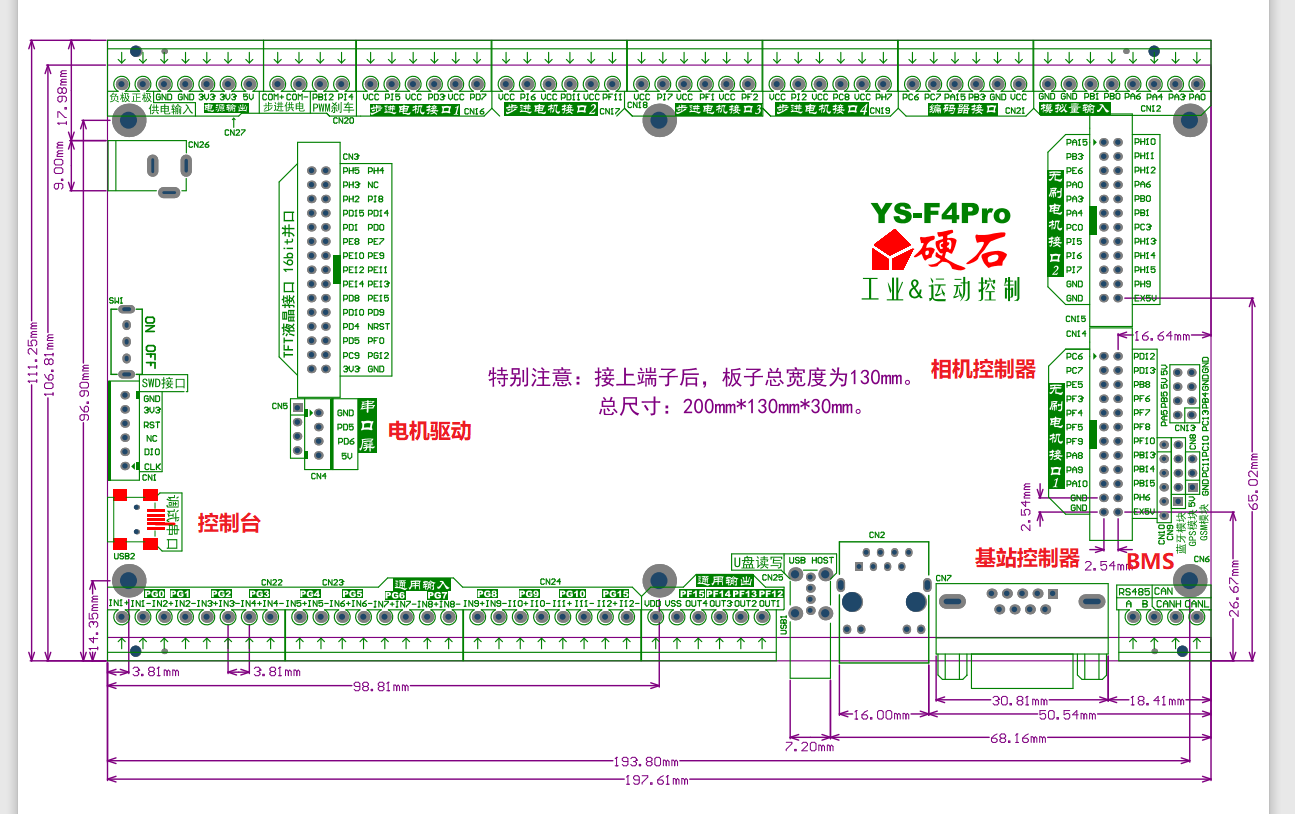 负极 正极 GND GND 3V3 3V3 5V
COM+ COM- PB12 PI4
VCC PI5 VCC PD3 VCC PD7
VCC PI6 VCC PD11 VCC PF11
VCC PI7 VCC PF1 VCC PF2
VCC PI2 VCC PC8 VCC PH7
PC6 PC7 PA15 PB3 GND VCC
GND GND PB1 PB0 PA6 PA4 PA3 PA0
供电输入 电源输出 步进供电 PWM刹车
步进电机接口1 CN16
步进电机接口2 CN17
CN18 步进电机接口3
步进电机接口4 CN19
编码器接口 CN21
模拟量输入 CN12
CN27
CN20
CN26
17.98mm
9.00mm
111.25mm
106.81mm
96.90mm
14.35mm
CN3
TFT液晶接口 16bit并口
PH5 PH4
PH3 NC
PH2 PI8
PD15 PD14
PD1 PD0
PE8 PE7
PE10 PE9
PE12 PE11
PE14 PE13
PD8 PE15
PD10 PD9
PD4 NRST
PD5 PF0
PC9 PG12
3V3 GND
YS-F4Pro
硬石
工业&运动控制
无刷电机接口2
PA15 PH10
PB3 PH11
PE6 PH12
PA0 PA6
PA3 PB0
PA4 PB1
PC0 PC3
PI5 PH13
PI6 PH14
PI7 PH15
GND PH9
GND EX5V
CN15
CN14
16.64mm
SW1
ON OFF
SWD接口
GND
3V3
RST
NC
DIO
CLK
CN1
CN5
GND
PD5
PD6
5V
CN4
串口屏
电机驱动
特别注意：接上端子后，板子总宽度为130mm。
总尺寸：200mm*130mm*30mm。
相机控制器
无刷电机接口1
PC6 PD12
PC7 PD13
PE5 PB8
PF3 PF6
PF4 PF7
PF5 PF8
PF9 PF10
PA8 PB13
PA9 PB14
PA10 PB15
GND PH6
GND EX5V
5V GND
5V GND
PB5 PB4
PA5 PC13
CN13
CN8
PC10
PC11
5V
GND
CN10
CN9
蓝牙模块
GPS模块
GSM模块
65.02mm
2.54mm
2.54mm
26.67mm
调试串口
USB2
控制台
基站控制器
BMS
CN6
CN2
CN7
U盘读写 USB HOST
USB1
RS485 CAN
A B CANH CANL
CN22 CN23 通用输入 CN24 通用输出 CN25
PG0 PG1 PG2 PG3 PG4 PG5 PG6 PG7 PG8 PG10 PG11 PG15 PF15 PF14 PF13 PF12
IN1+ IN1- IN2+ IN2- IN3+ IN3- IN4+ IN4- IN5+ IN5- IN6+ IN6- IN7+ IN7- IN8+ IN8- IN9+ IN9- I10+ I10- I11+ I11- I12+ I12- VDD VSS OUT4 OUT3 OUT2 OUT1
3.81mm
3.81mm
98.81mm
16.00mm
30.81mm
18.41mm
50.54mm
7.20mm
68.16mm
193.80mm
197.61mm